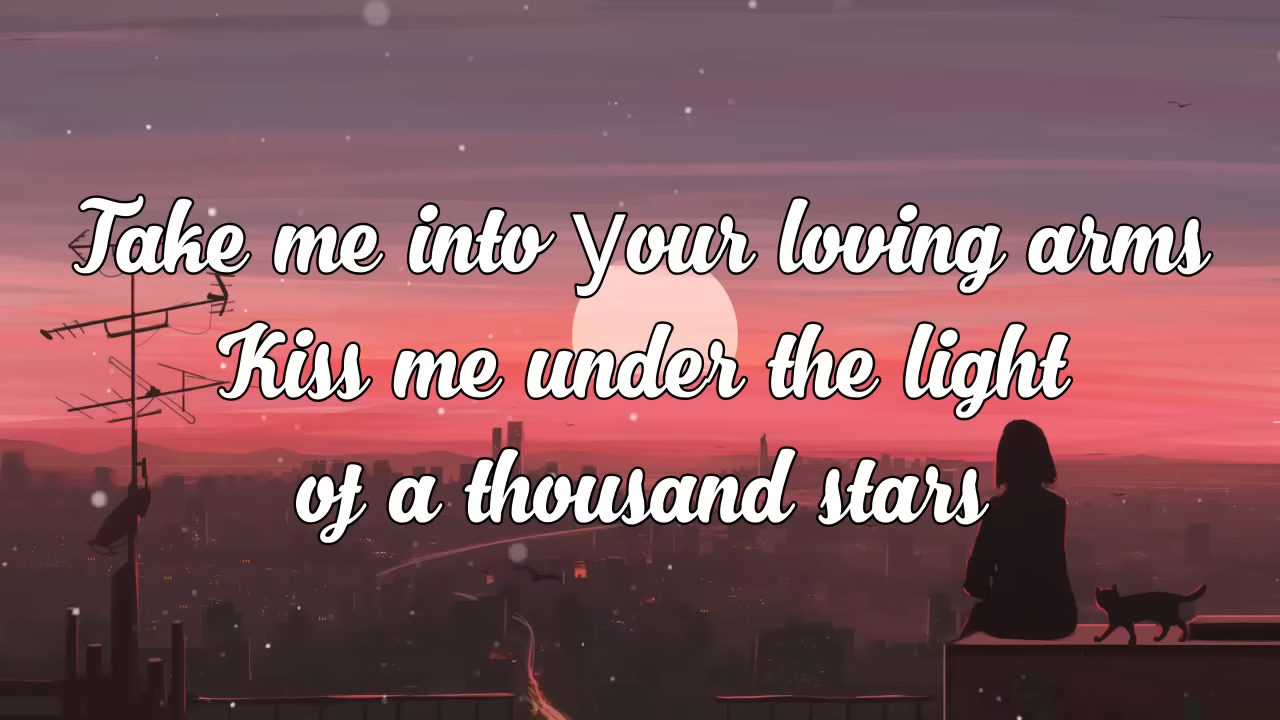 Take me into your loving arms
Kiss me under the light
of a thousand stars